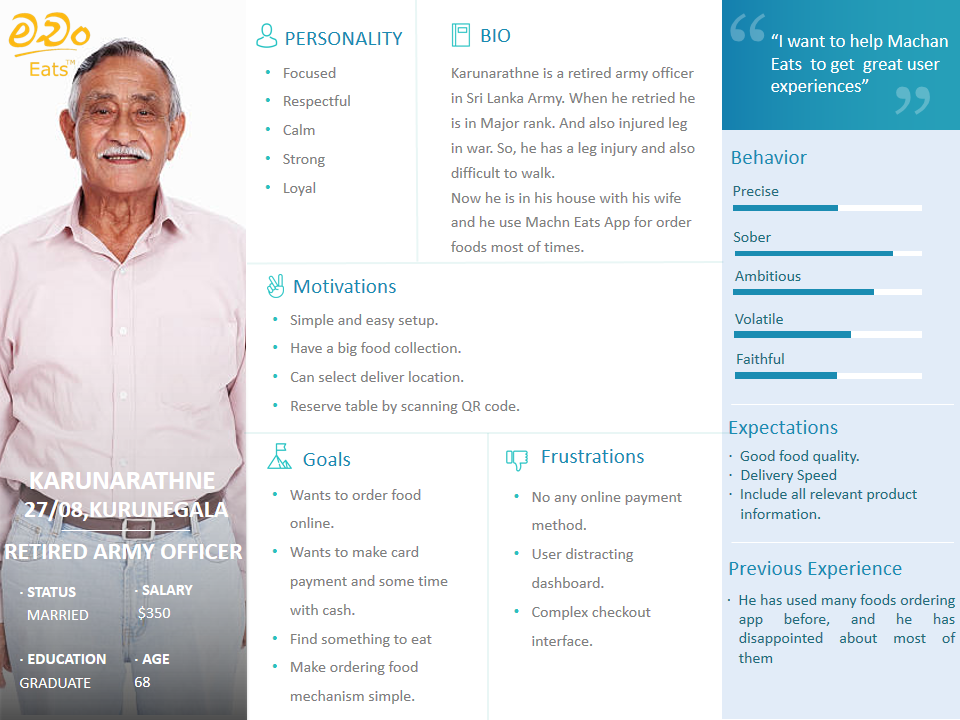 මචං
Eats™
KARUNARATHNE
27/08,KURUNEGALA
RETIRED ARMY OFFICER
· STATUS
MARRIED
· SALARY
$350
· EDUCATION
GRADUATE
· AGE
68
PERSONALITY
• Focused
• Respectful
• Calm
• Strong
• Loyal
BIO
Karunarathne is a retired army officer
in Sri Lanka Army. When he retried he
is in Major rank. And also injured leg
in war. So, he has a leg injury and also
difficult to walk.
Now he is in his house with his wife
and he use Machn Eats App for order
foods most of times.
Motivations
• Simple and easy setup.
• Have a big food collection.
• Can select deliver location.
• Reserve table by scanning QR code.
Goals
• Wants to order food
online.
• Wants to make card
payment and some time
with cash.
• Find something to eat
• Make ordering food
mechanism simple.
Frustrations
• No any online payment
method.
• User distracting
dashboard.
• Complex checkout
interface.
“I want to help Machan
Eats to get great user
experiences”
Behavior
Precise
Sober
Ambitious
Volatile
Faithful
Expectations
· Good food quality.
· Delivery Speed
· Include all relevant product
information.
Previous Experience
· He has used many foods ordering
app before, and he has
disappointed about most of
them